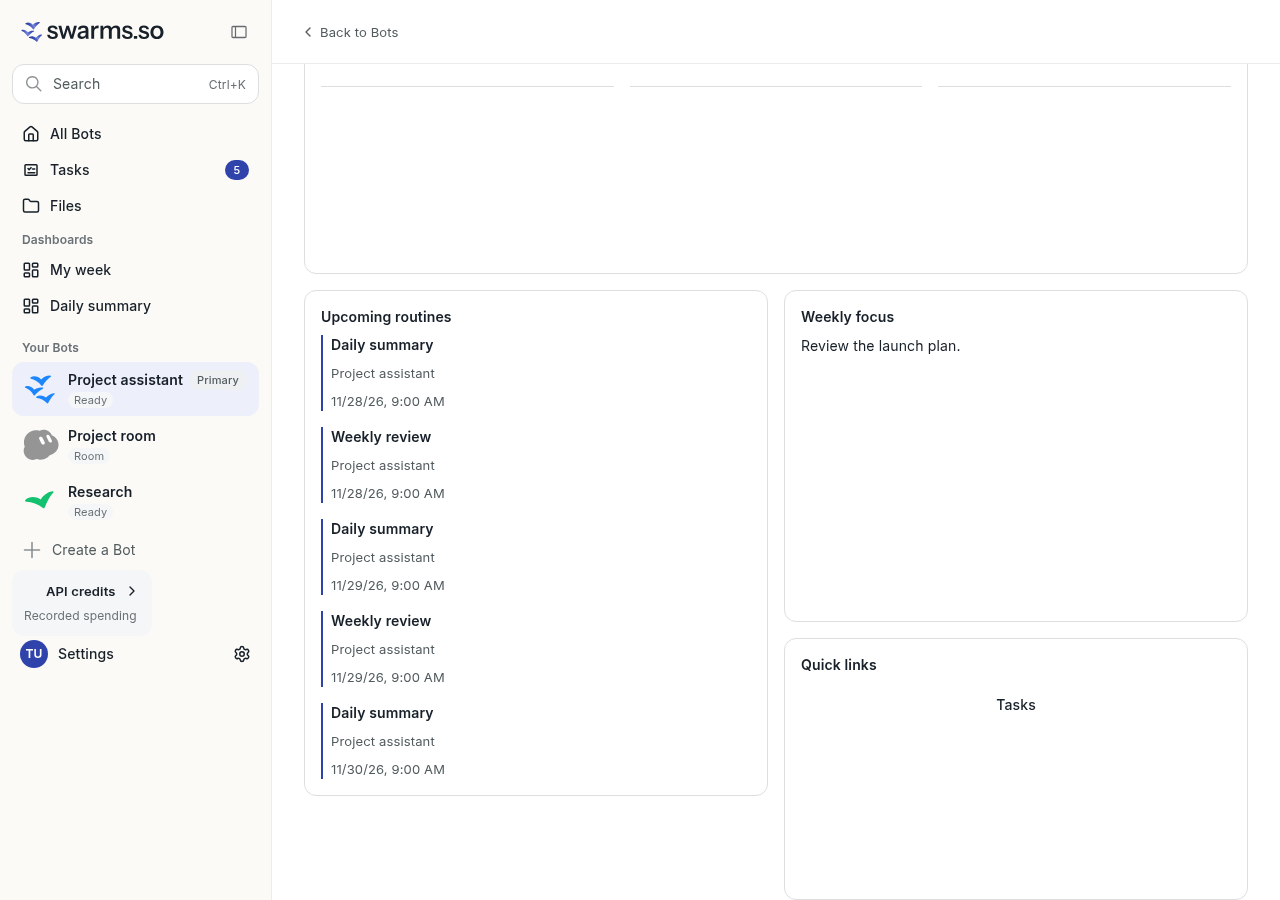 swarms.so
Search
Ctrl+K
All Bots
Tasks
5
Files
Dashboards
My week
Daily summary
Your Bots
Project assistant
Primary
Ready
Project room
Room
Research
Ready
Create a Bot
API credits
Recorded spending
TU
Settings
Back to Bots
Upcoming routines
Daily summary
Project assistant
11/28/26, 9:00 AM
Weekly review
Project assistant
11/28/26, 9:00 AM
Daily summary
Project assistant
11/29/26, 9:00 AM
Weekly review
Project assistant
11/29/26, 9:00 AM
Daily summary
Project assistant
11/30/26, 9:00 AM
Weekly focus
Review the launch plan.
Quick links
Tasks